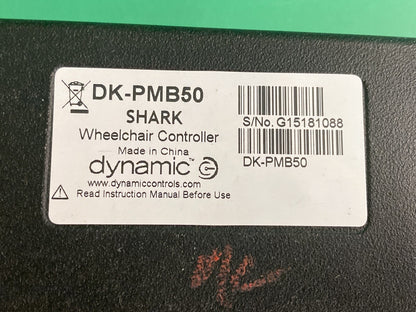 DK-PMB50
SHARK
Wheelchair Controller
Made in China
dynamic™
www.dynamiccontrols.com
Read Instruction Manual Before Use
S/No. G15181088
DK-PMB50